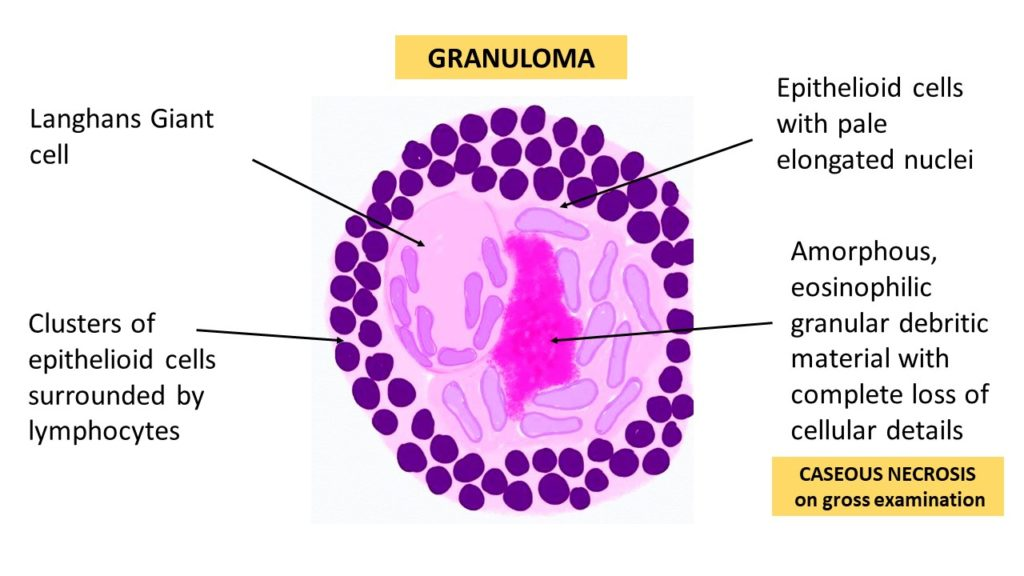 GRANULOMA
Langhans Giant
cell
Clusters of
epithelioid cells
surrounded by
lymphocytes
Epithelioid cells
with pale
elongated nuclei
Amorphous,
eosinophilic
granular debritic
material with
complete loss of
cellular details
CASEOUS NECROSIS
on gross examination